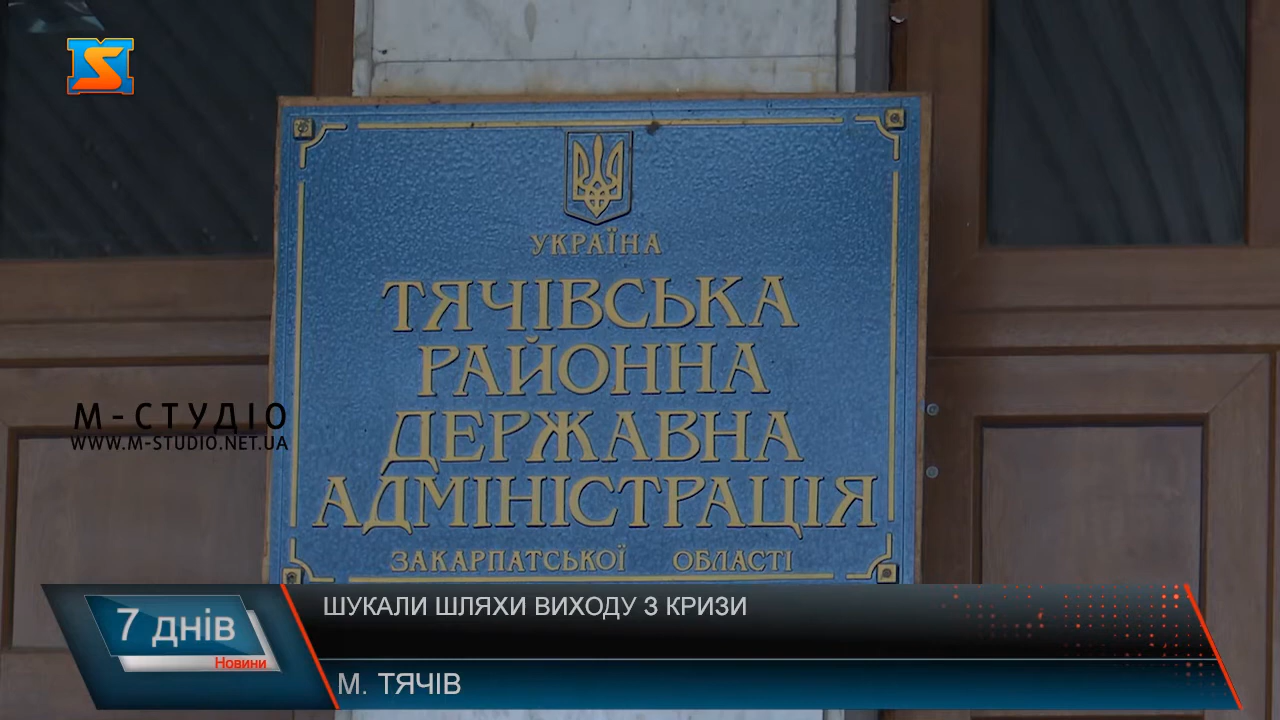 УКРАЇНА
ТЯЧІВСЬКА
РАЙОННА
ДЕРЖАВНА
АДМІНІСТРАЦІЯ
ЗАКАРПАТСЬКОЇ ОБЛАСТІ
М-СТУДІО
WWW.M-STUDIO.NET.UA
ШУКАЛИ ШЛЯХИ ВИХОДУ З КРИЗИ
7 днів
Новини
М. ТЯЧІВ